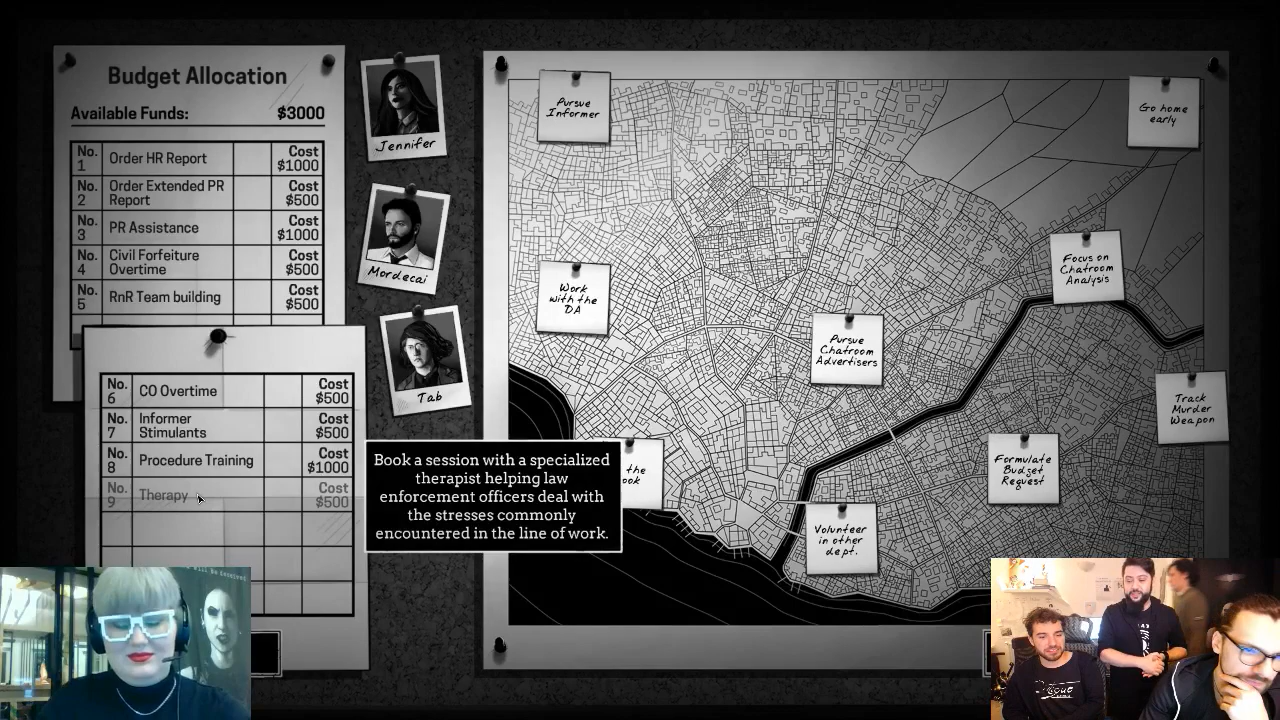 Budget Allocation
Available Funds: $3000
No. 1 Order HR Report Cost $1000
No. 2 Order Extended PR Report Cost $500
No. 3 PR Assistance Cost $1000
No. 4 Civil Forfeiture Overtime Cost $500
No. 5 RnR Team building Cost $500
No. 6 CO Overtime Cost $500
No. 7 Informer Stimulants Cost $500
No. 8 Procedure Training Cost $1000
No. 9 Therapy Cost $500
Jennifer
Mordecai
Tab
Book a session with a specialized
therapist helping law
enforcement officers deal with
the stresses commonly
encountered in the line of work.
Pursue
Informer
Go home
early
Work
with the
DA
Focus on
Chatroom
Analysis
Pursue
Chatroom
Advertisers
Track
Murder
Weapon
the
ook
Formulate
Budget
Request
Volunteer
in other
dept.